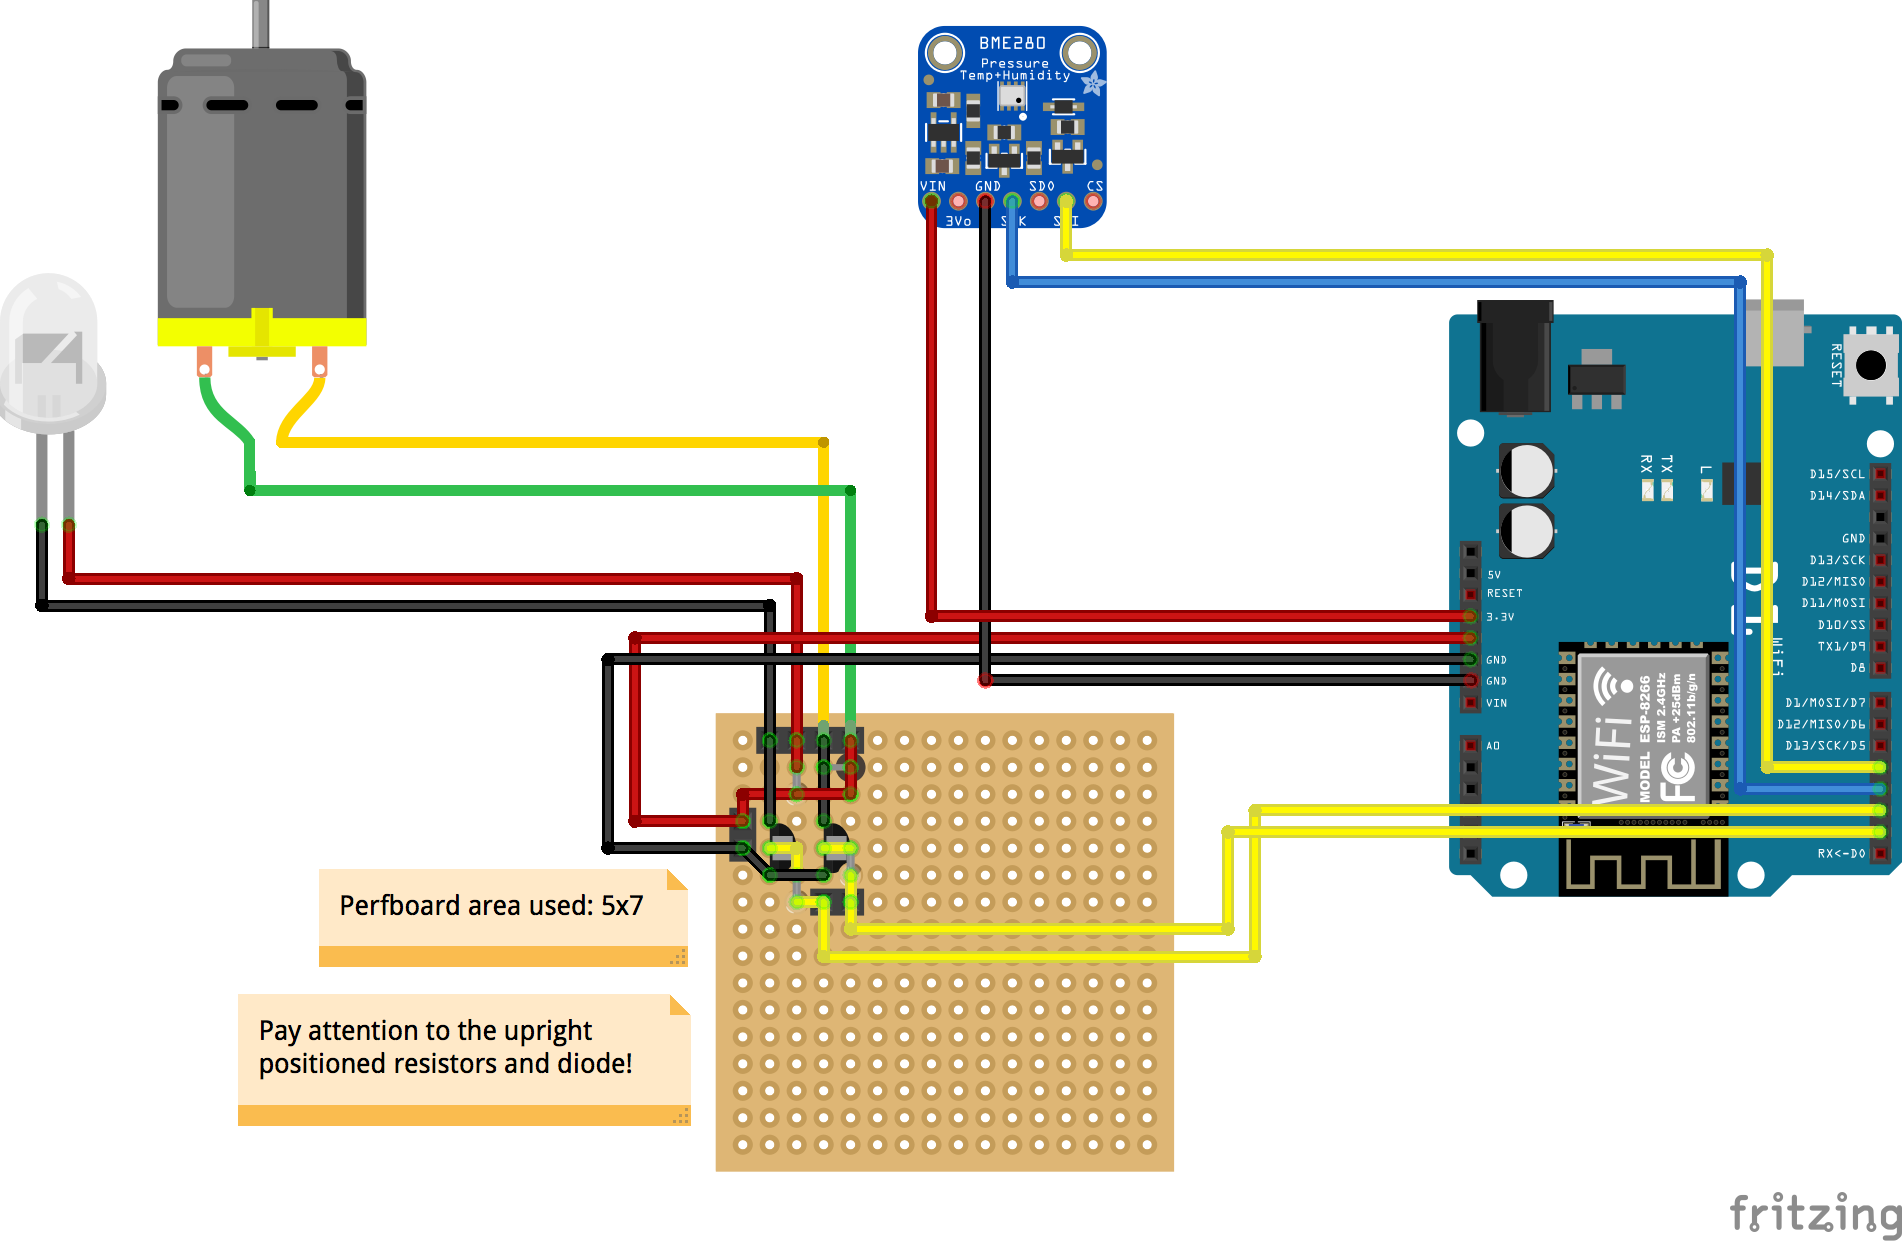 BME280
Pressure
Temp+Humidity
VIN
GND
SDO
CS
3Vo
RESET
RX
TX
L
D15/SCL
D14/SDA
GND
D13/SCK
D12/MISO
D11/MOSI
D10/SS
TX1/D9
D8
D1/MOSI/D7
D12/MISO/D6
D13/SCK/D5
RX<-D0
5V
RESET
3.3V
GND
GND
VIN
A0
WiFi
WiFi
MODEL ESP-8266
ISM 2.4GHz
PA +25dBm
802.11b/g/n
FC
Perfboard area used: 5x7
Pay attention to the upright
positioned resistors and diode!
fritzing